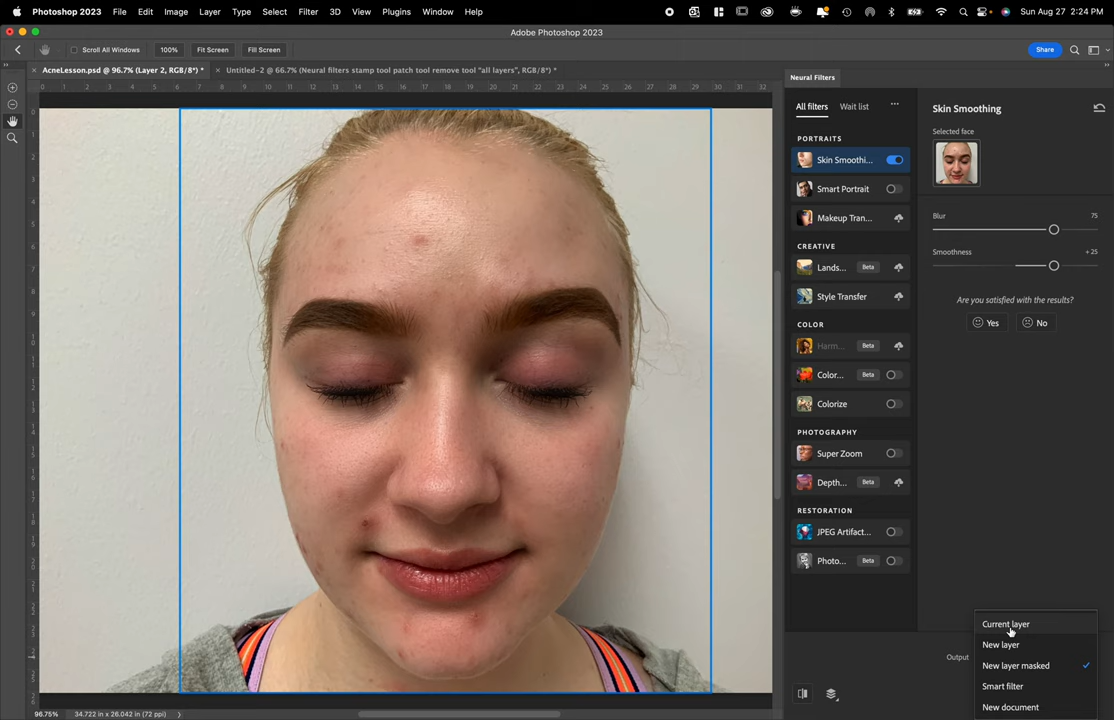 Photoshop 2023 File Edit Image Layer Type Select Filter 3D View Plugins Window Help Sun Aug 27 2:24 PM
Adobe Photoshop 2023
Scroll All Windows 100% Fit Screen Fill Screen Share
AcneLesson.psd @ 96.7% (Layer 2, RGB/8*) * Untitled-2 @ 66.7% (Neural filters stamp tool patch tool remove tool "all layers", RGB/8*) *
Neural Filters
All filters Wait list
Skin Smoothing
Selected face
PORTRAITS
Skin Smoothi...
Smart Portrait
Makeup Tran...
Blur 75
Smoothness +25
Are you satisfied with the results?
Yes No
CREATIVE
Lands... Beta
Style Transfer
COLOR
Harm... Beta
Color... Beta
Colorize
PHOTOGRAPHY
Super Zoom
Depth... Beta
RESTORATION
JPEG Artifact...
Photo... Beta
Output
Current layer
New layer
New layer masked
Smart filter
New document
96.75% 34.722 in x 26.042 in (72 ppi)